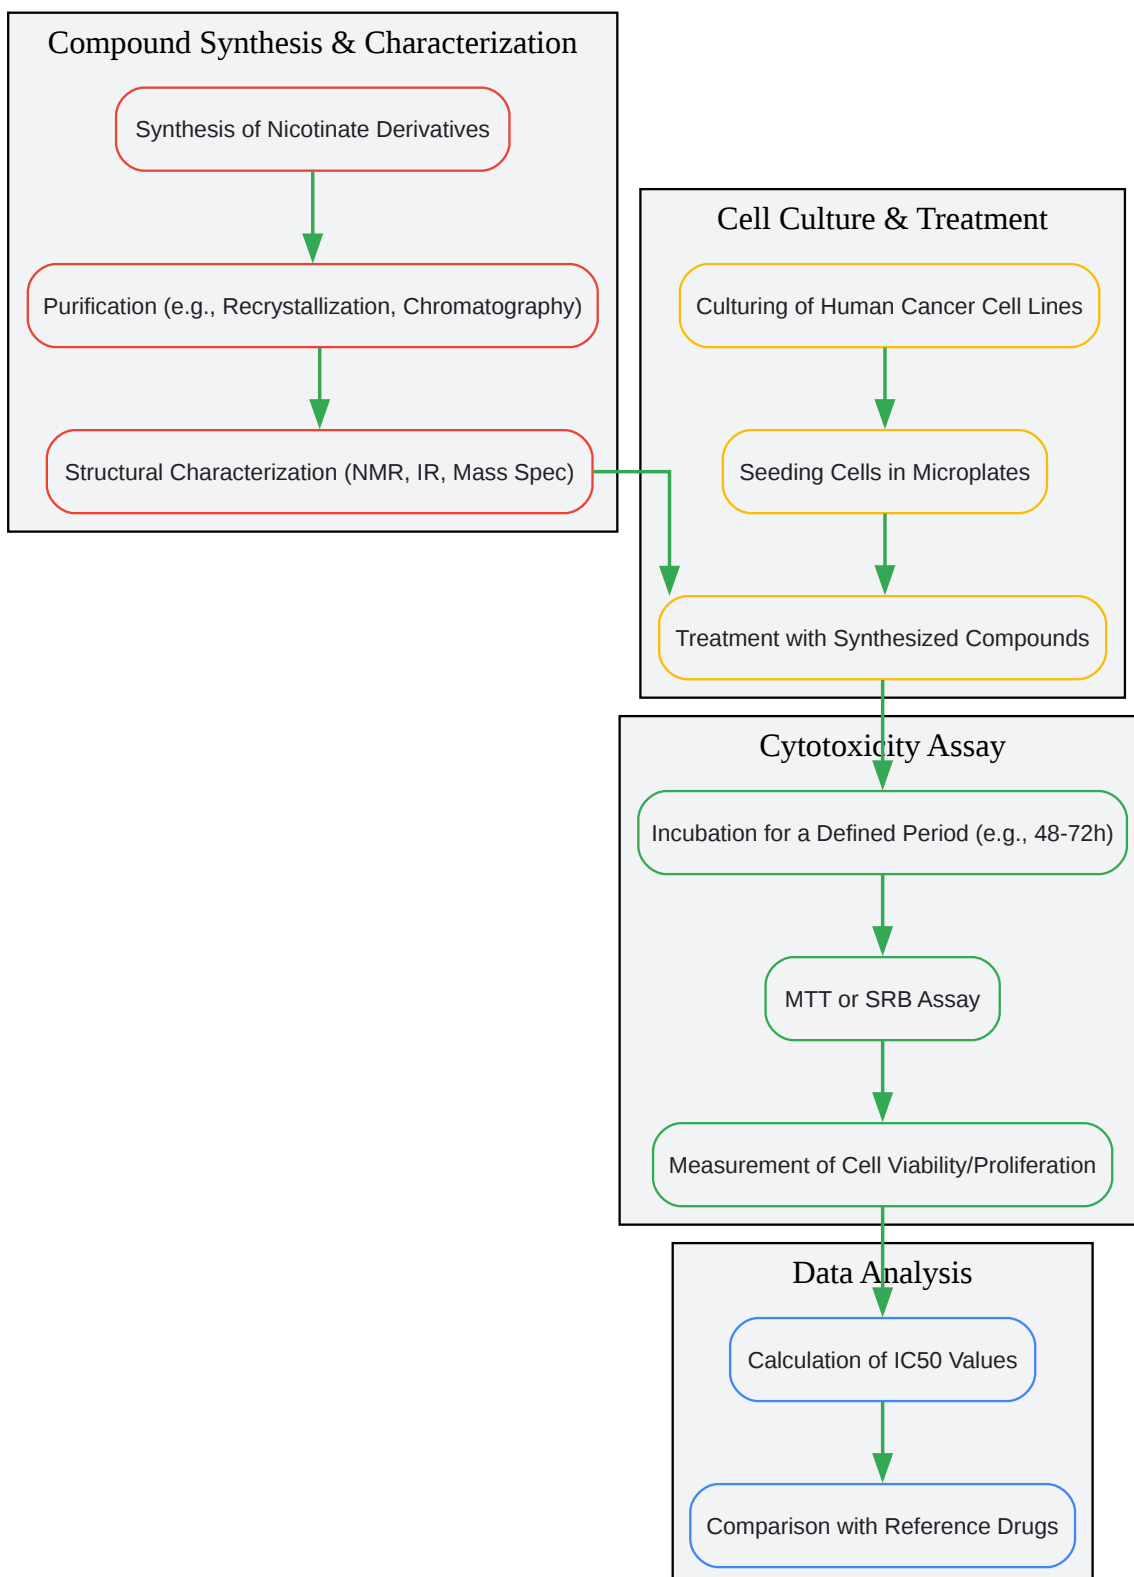 Compound Synthesis & Characterization
Synthesis of Nicotinate Derivatives
Purification (e.g., Recrystallization, Chromatography)
Structural Characterization (NMR, IR, Mass Spec)
Cell Culture & Treatment
Culturing of Human Cancer Cell Lines
Seeding Cells in Microplates
Treatment with Synthesized Compounds
Cytotoxicity Assay
Incubation for a Defined Period (e.g., 48-72h)
MTT or SRB Assay
Measurement of Cell Viability/Proliferation
Data Analysis
Calculation of IC50 Values
Comparison with Reference Drugs